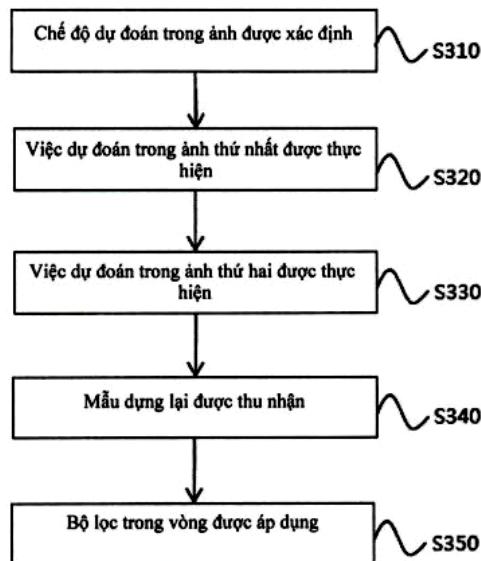 Chế độ dự đoán trong ảnh được xác định
S310
Việc dự đoán trong ảnh thứ nhất được thực
hiện
S320
Việc dự đoán trong ảnh thứ hai được thực
hiện
S330
Mẫu dựng lại được thu nhận
S340
Bộ lọc trong vòng được áp dụng
S350